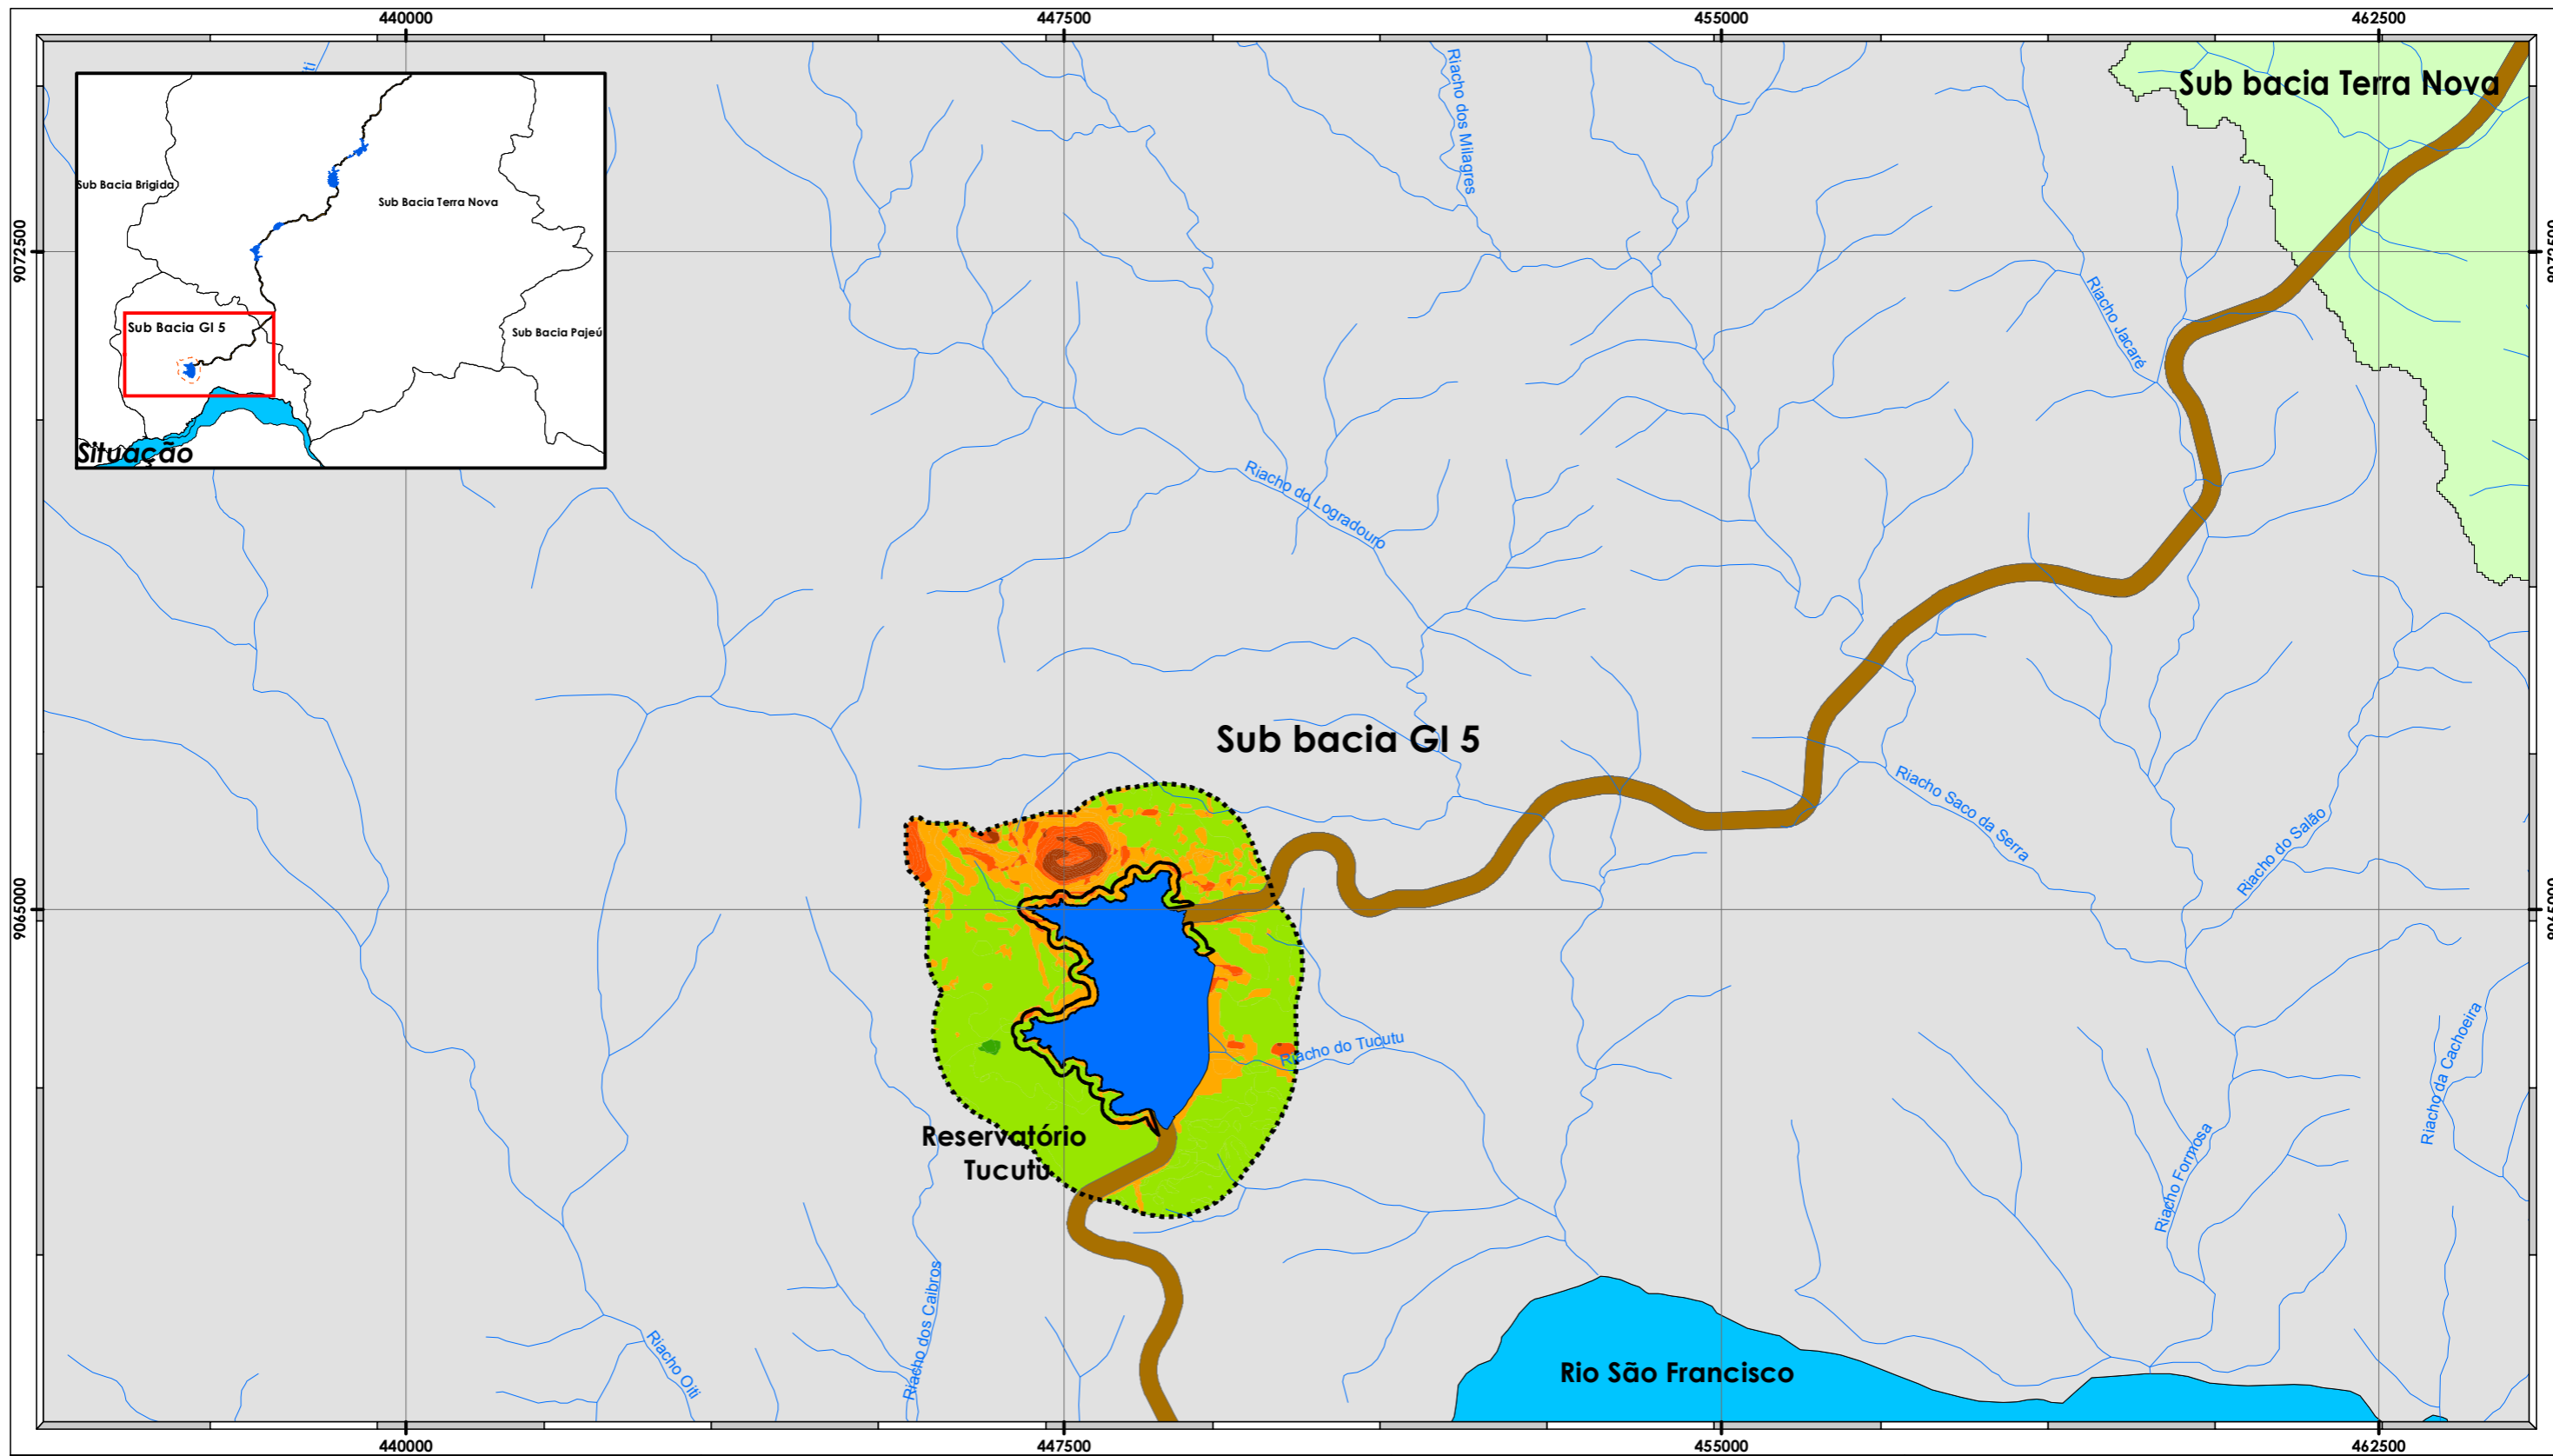 440000
447500
455000
462500
Sub bacia Terra Nova
Riacho dos Milagres
Sub Bacia Brigida
Sub Bacia Terra Nova
Sub Bacia GI 5
Sub Bacia Pajeú
Situação
9072500
9072500
Riacho Jacaré
Riacho do Logradouro
Sub bacia GI 5
Riacho Saco da Serra
Riacho do Salão
9065000
9065000
Riacho do Tucutu
Riacho da Cachoeira
Reservatório
Tucutu
Riacho Formosa
Riacho dos Caibros
Riacho Oiti
Rio São Francisco
440000
447500
455000
462500